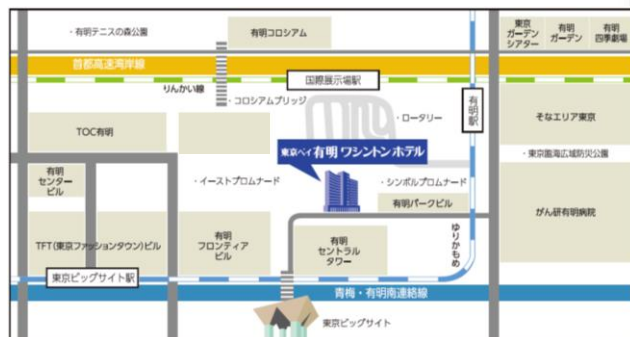 ・有明テニスの森公園
有明コロシアム
東京
ガーデン
シアター
有明
ガーデン
有明
四季劇場
首都高速湾岸線
りんかい線
国際展示場駅
・コロシアムブリッジ
有明駅
・ロータリー
そなエリア東京
TOC有明
東京ベイ有明ワシントンホテル
・東京臨海広域防災公園
有明
センター
ビル
・イーストプロムナード
・シンボルプロムナード
有明パークビル
がん研有明病院
TFT(東京ファッションタウン)ビル
有明
フロンティア
ビル
有明
セントラル
タワー
ゆりかもめ
東京ビッグサイト駅
青梅・有明南連絡線
東京ビッグサイト